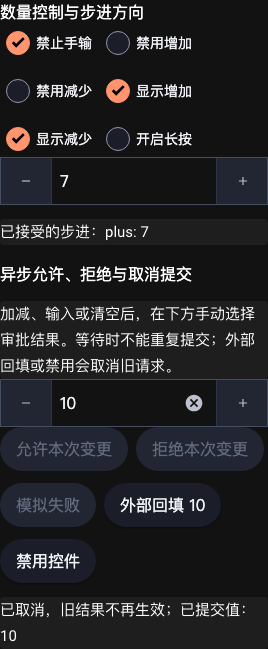 数量控制与步进方向
禁止手输 禁用增加
禁用减少 显示增加
显示减少 开启长按
− 7 +
已接受的步进：plus: 7
异步允许、拒绝与取消提交
加减、输入或清空后，在下方手动选择
审批结果。等待时不能重复提交；外部
回填或禁用会取消旧请求。
− 10 +
允许本次变更 拒绝本次变更
模拟失败 外部回填 10
禁用控件
已取消，旧结果不再生效；已提交值：
10